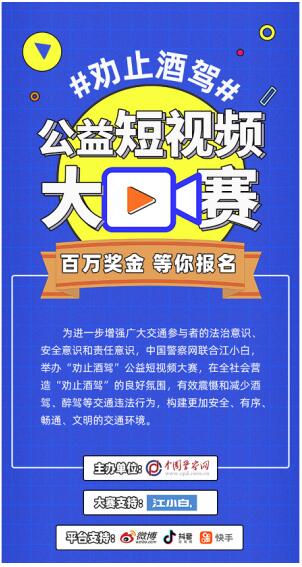 #劝止酒驾#
公益短视频
大赛
百万奖金 等你报名
为进一步增强广大交通参与者的法治意识、
安全意识和责任意识，中国警察网联合江小白，
举办“劝止酒驾”公益短视频大赛，在全社会营
造“劝止酒驾”的良好氛围，有效震慑和减少酒
驾、醉驾等交通违法行为，构建更加安全、有序、
畅通、文明的交通环境。
主办单位: 中国警察网
大赛支持: 江小白.
平台支持: 微博 抖音 快手